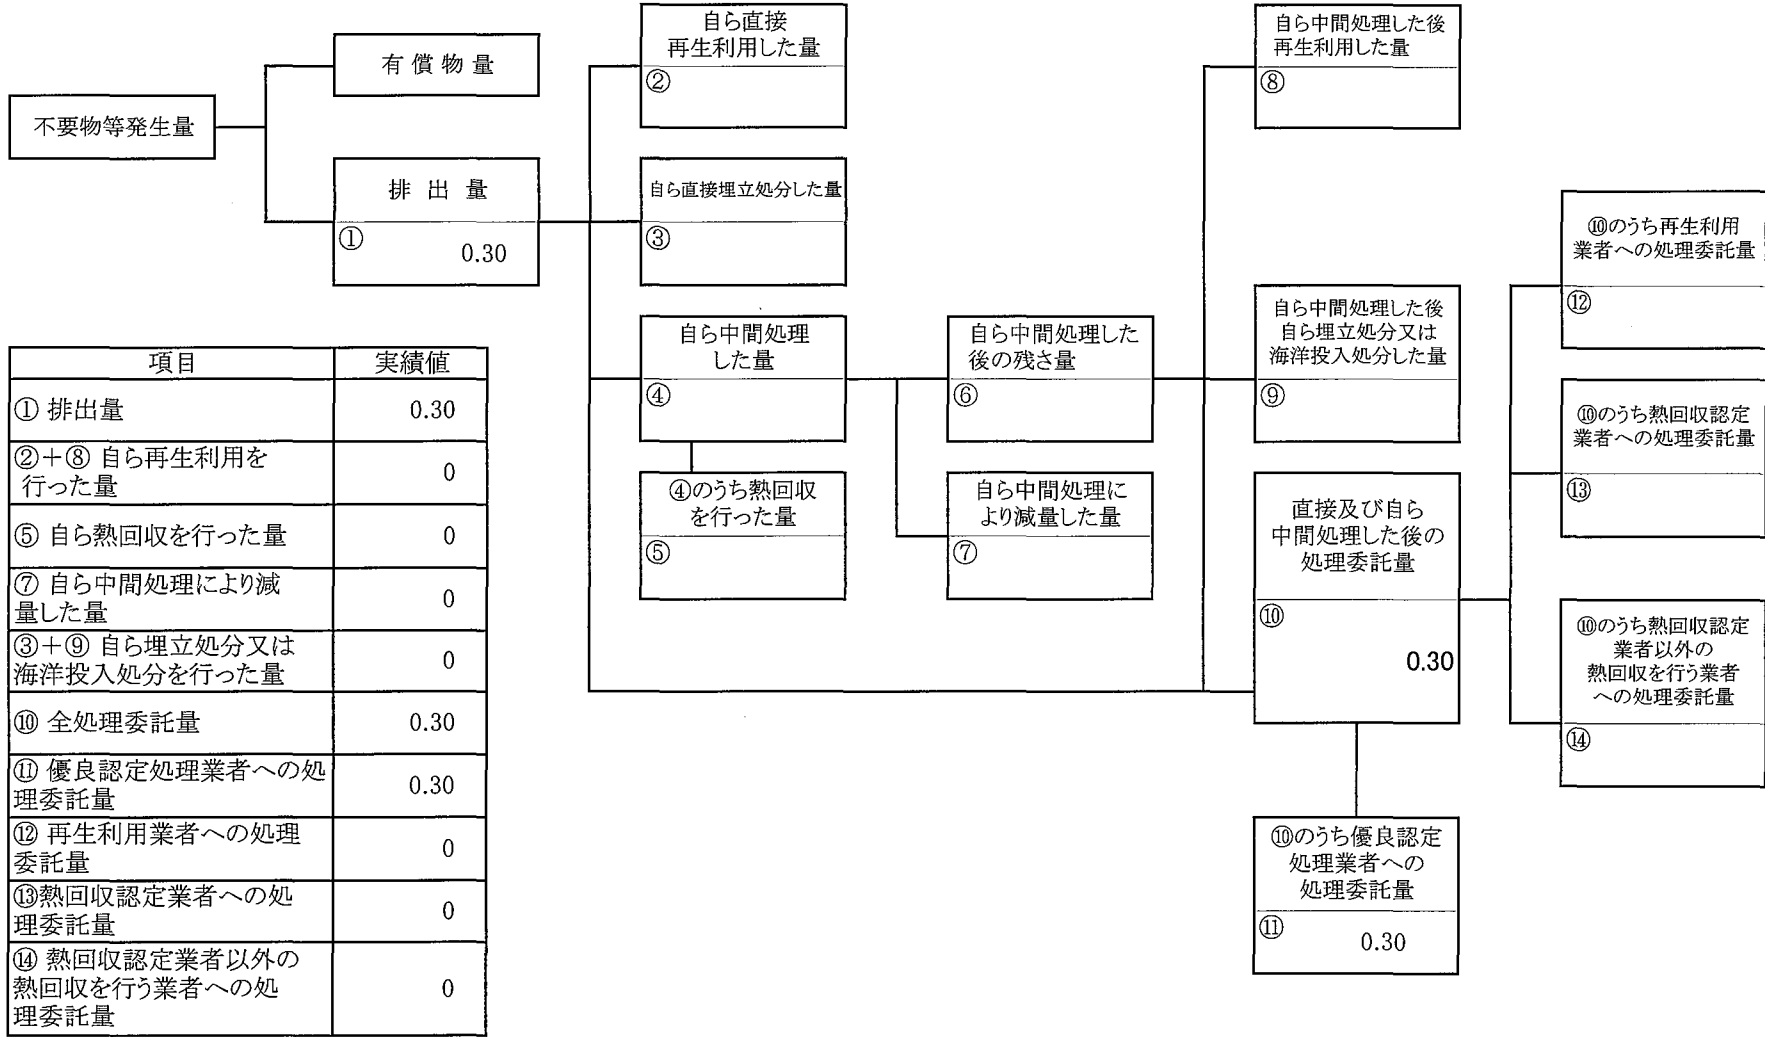 不要物等発生量
有償物量
排出量
①
0.30
自ら直接
再生利用した量
②
自ら直接埋立処分した量
③
自ら中間処理
した量
④
④のうち熱回収
を行った量
⑤
自ら中間処理した
後の残さ量
⑥
自ら中間処理に
より減量した量
⑦
自ら中間処理した後
再生利用した量
⑧
自ら中間処理した後
自ら埋立処分又は
海洋投入処分した量
⑨
直接及び自ら
中間処理した後の
処理委託量
⑩
0.30
⑩のうち優良認定
処理業者への
処理委託量
⑪
0.30
⑩のうち再生利用
業者への処理委託量
⑫
⑩のうち熱回収認定
業者への処理委託量
⑬
⑩のうち熱回収認定
業者以外の
熱回収を行う業者
への処理委託量
⑭
項目 実績値
① 排出量 0.30
②+⑧ 自ら再生利用を
行った量 0
⑤ 自ら熱回収を行った量 0
⑦ 自ら中間処理により減
量した量 0
③+⑨ 自ら埋立処分又は
海洋投入処分を行った量 0
⑩ 全処理委託量 0.30
⑪ 優良認定処理業者への処
理委託量 0.30
⑫ 再生利用業者への処理
委託量 0
⑬熱回収認定業者への処
理委託量 0
⑭ 熱回収認定業者以外の
熱回収を行う業者への処
理委託量 0